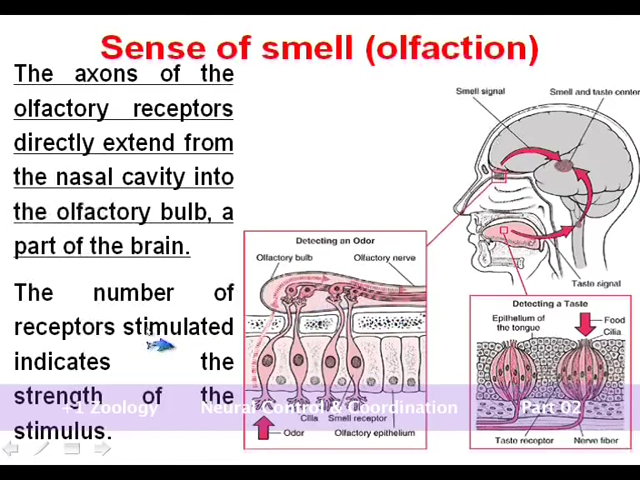 Sense of smell (olfaction)
The axons of the
olfactory receptors
directly extend from
the nasal cavity into
the olfactory bulb, a
part of the brain.
The number of
receptors stimulated
indicates the
strength of the
stimulus.
Smell signal
Smell and taste center
Taste signal
Detecting an Odor
Olfactory bulb
Olfactory nerve
Cilia
Smell receptor
Odor
Olfactory epithelium
Detecting a Taste
Epithelium of
the tongue
Food
Cilia
Taste receptor
Nerve fiber
+1 Zoology Neural Control & Coordination Part 02